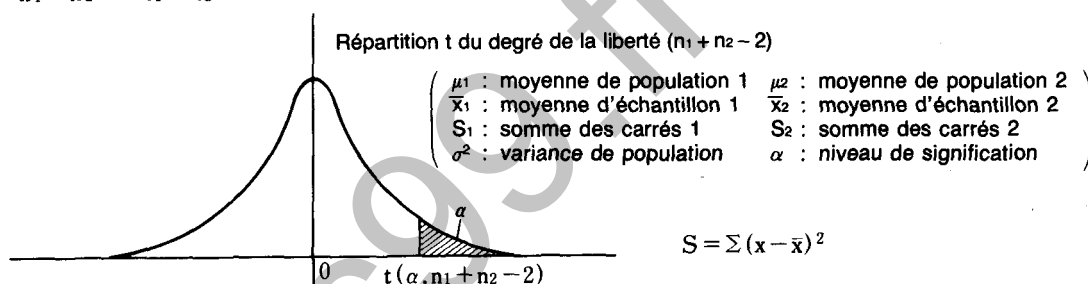 Répartition t du degré de la liberté (n1 + n2 − 2)
μ1 : moyenne de population 1 μ2 : moyenne de population 2
x̄1 : moyenne d'échantillon 1 x̄2 : moyenne d'échantillon 2
S1 : somme des carrés 1 S2 : somme des carrés 2
σ² : variance de population α : niveau de signification
α
S = Σ (x − x̄)²
0
t (α, n1 + n2 − 2)